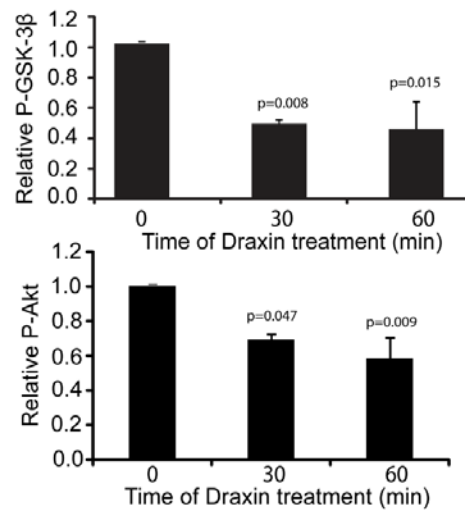 Relative P-GSK-3β
1.2
1.0
0.8
0.6
0.4
0.2
0.0
p=0.008
p=0.015
0 30 60
Time of Draxin treatment (min)
Relative P-Akt
1.2
1.0
0.8
0.6
0.4
0.2
0.0
p=0.047
p=0.009
0 30 60
Time of Draxin treatment (min)